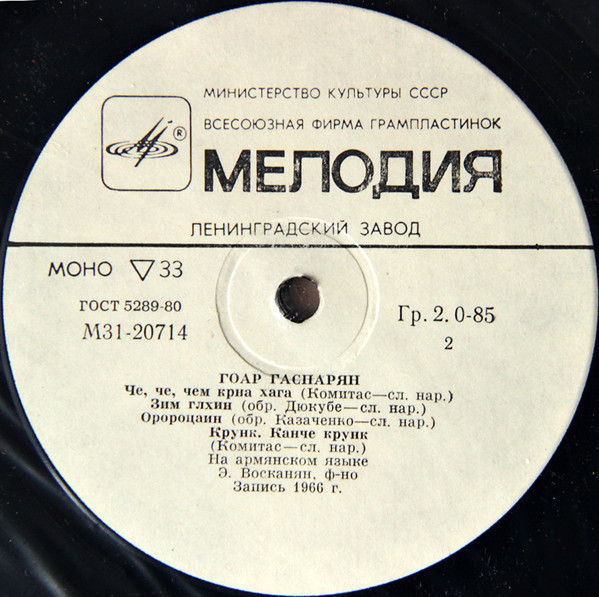 МИНИСТЕРСТВО КУЛЬТУРЫ СССР
ВСЕСОЮЗНАЯ ФИРМА ГРАМПЛАСТИНОК
®
МЕЛОДИЯ
ЛЕНИНГРАДСКИЙ ЗАВОД
МОНО ▽ 33
ГОСТ 5289-80
М31-20714
Гр. 2. 0-85
2
ГОАР ГАСПАРЯН
Че, че, чем крна хага (Комитас—сл. нар.)
Зим глхин (обр. Дюкубе—сл. нар.)
Оророцаин (обр. Казаченко—сл. нар.)
Крунк. Канче крунк
(Комитас—сл. нар.)
На армянском языке
Э. Восканян, ф-но
Запись 1966 г.